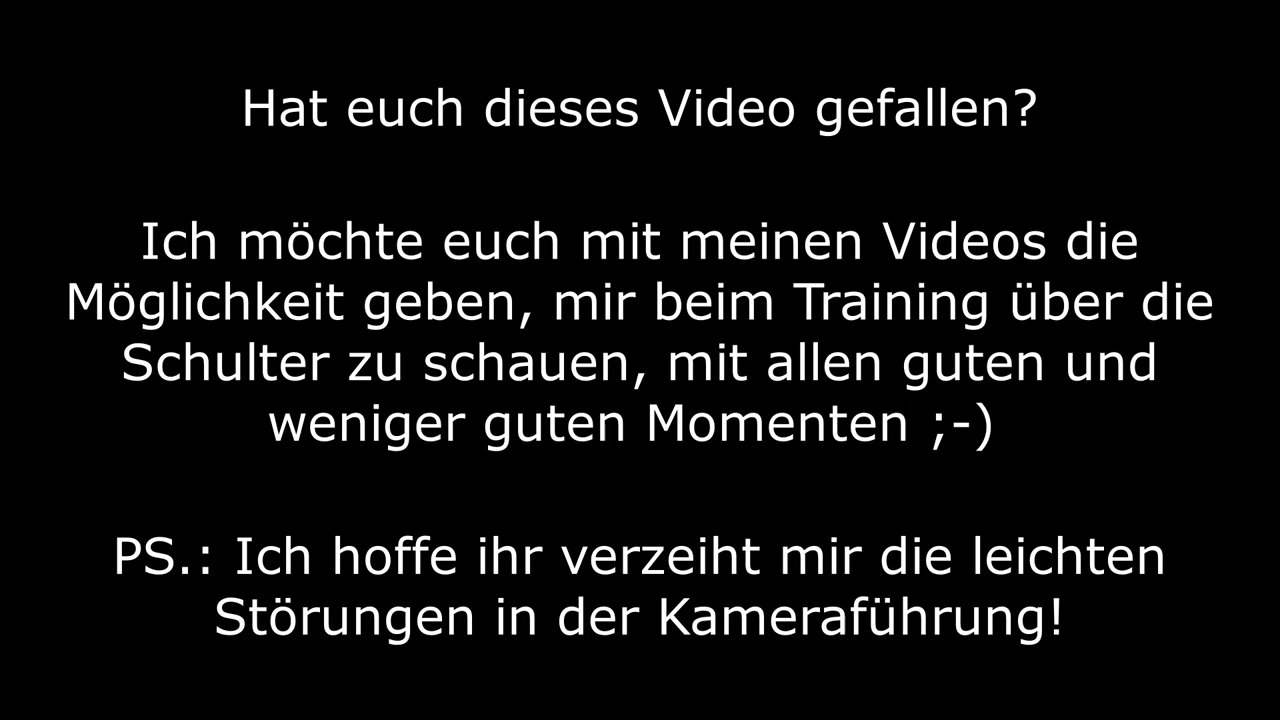 Hat euch dieses Video gefallen?
Ich möchte euch mit meinen Videos die
Möglichkeit geben, mir beim Training über die
Schulter zu schauen, mit allen guten und
weniger guten Momenten ;-)
PS.: Ich hoffe ihr verzeiht mir die leichten
Störungen in der Kameraführung!